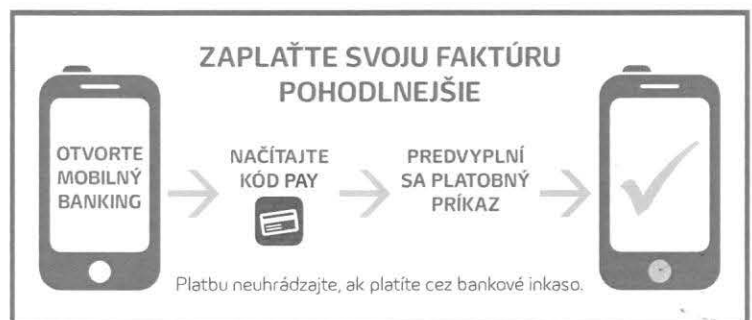 ZAPLAŤTE SVOJU FAKTÚRU
POHODLNEJŠIE
OTVORTE
MOBILNÝ
BANKING
NAČÍTAJTE
KÓD PAY
PREDVYPLNÍ
SA PLATOBNÝ
PRÍKAZ
Platbu neuhrádzajte, ak platíte cez bankové inkaso.